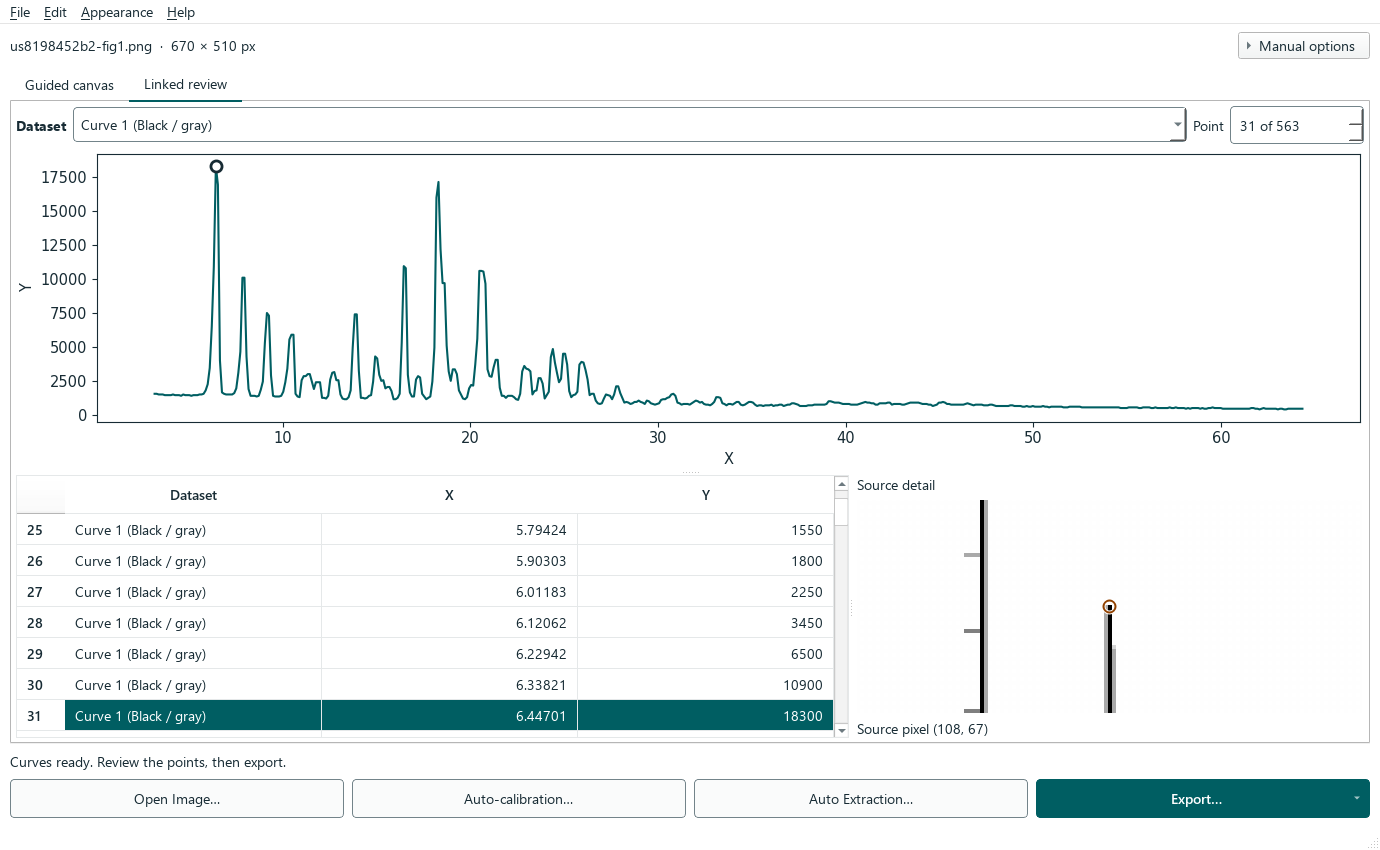 File Edit Appearance Help
us8198452b2-fig1.png · 670 × 510 px
Manual options
Guided canvas Linked review
Dataset Curve 1 (Black / gray) Point 31 of 563
17500
15000
12500
10000
7500
5000
2500
0
Y
10 20 30 40 50 60
X
Dataset X Y
25 Curve 1 (Black / gray) 5.79424 1550
26 Curve 1 (Black / gray) 5.90303 1800
27 Curve 1 (Black / gray) 6.01183 2250
28 Curve 1 (Black / gray) 6.12062 3450
29 Curve 1 (Black / gray) 6.22942 6500
30 Curve 1 (Black / gray) 6.33821 10900
31 Curve 1 (Black / gray) 6.44701 18300
Source detail
Source pixel (108, 67)
Curves ready. Review the points, then export.
Open Image... Auto-calibration... Auto Extraction... Export...